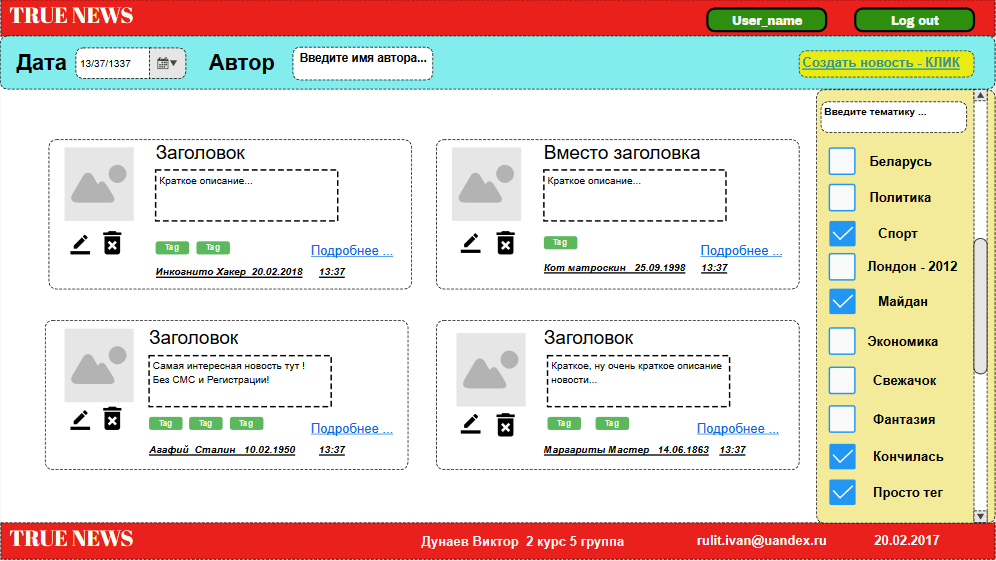 TRUE NEWS
User_name
Log out
Дата
13/37/1337
Автор
Введите имя автора...
Создать новость - КЛИК
Введите тематику ...
Заголовок
Краткое описание...
Tag Tag
Подробнее ...
Инкогнито Хакер 20.02.2018 13:37
Вместо заголовка
Краткое описание...
Tag
Подробнее ...
Кот матроскин 25.09.1998 13:37
Заголовок
Самая интересная новость тут !
Без СМС и Регистрации!
Tag Tag Tag
Подробнее ...
Агафий Сталин 10.02.1950 13:37
Заголовок
Краткое, ну очень краткое описание
новости...
Tag Tag
Подробнее ...
Маргариты Мастер 14.06.1863 13:37
Беларусь
Политика
Спорт
Лондон - 2012
Майдан
Экономика
Свежачок
Фантазия
Кончилась
Просто тег
TRUE NEWS
Дунаев Виктор 2 курс 5 группа
rulit.ivan@uandex.ru
20.02.2017